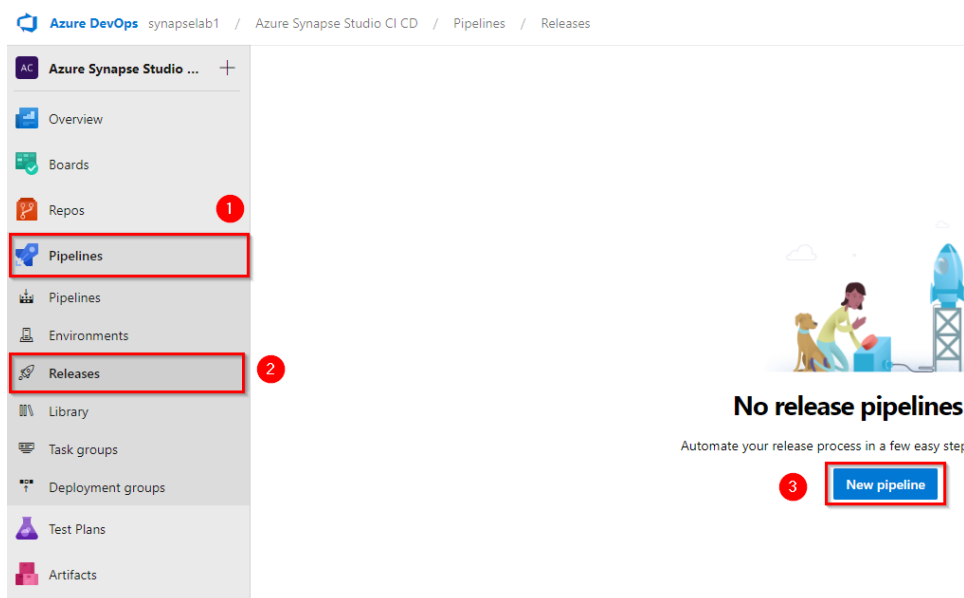 Azure DevOps synapselab1 / Azure Synapse Studio CI CD / Pipelines / Releases
AC Azure Synapse Studio ... +
Overview
Boards
Repos
1
Pipelines
Pipelines
Environments
Releases
2
Library
Task groups
Deployment groups
Test Plans
Artifacts
No release pipelines
Automate your release process in a few easy step
3 New pipeline